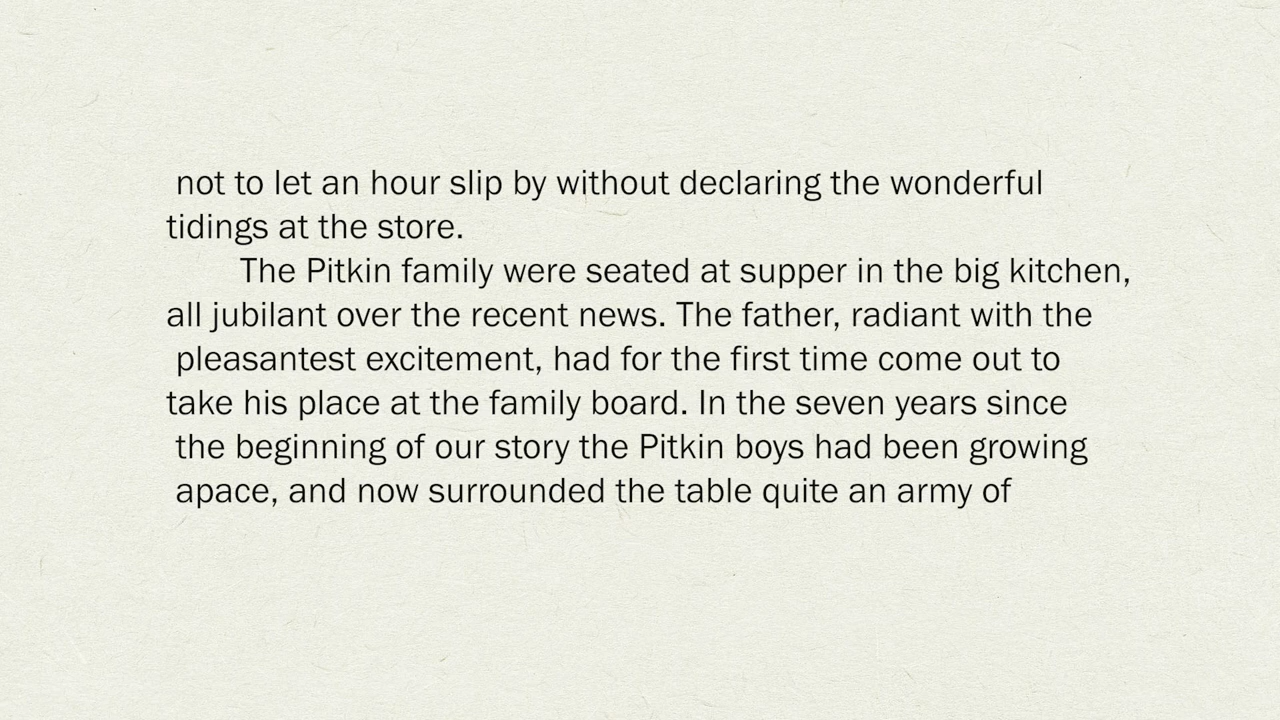 not to let an hour slip by without declaring the wonderful
tidings at the store.
The Pitkin family were seated at supper in the big kitchen,
all jubilant over the recent news. The father, radiant with the
pleasantest excitement, had for the first time come out to
take his place at the family board. In the seven years since
the beginning of our story the Pitkin boys had been growing
apace, and now surrounded the table quite an army of